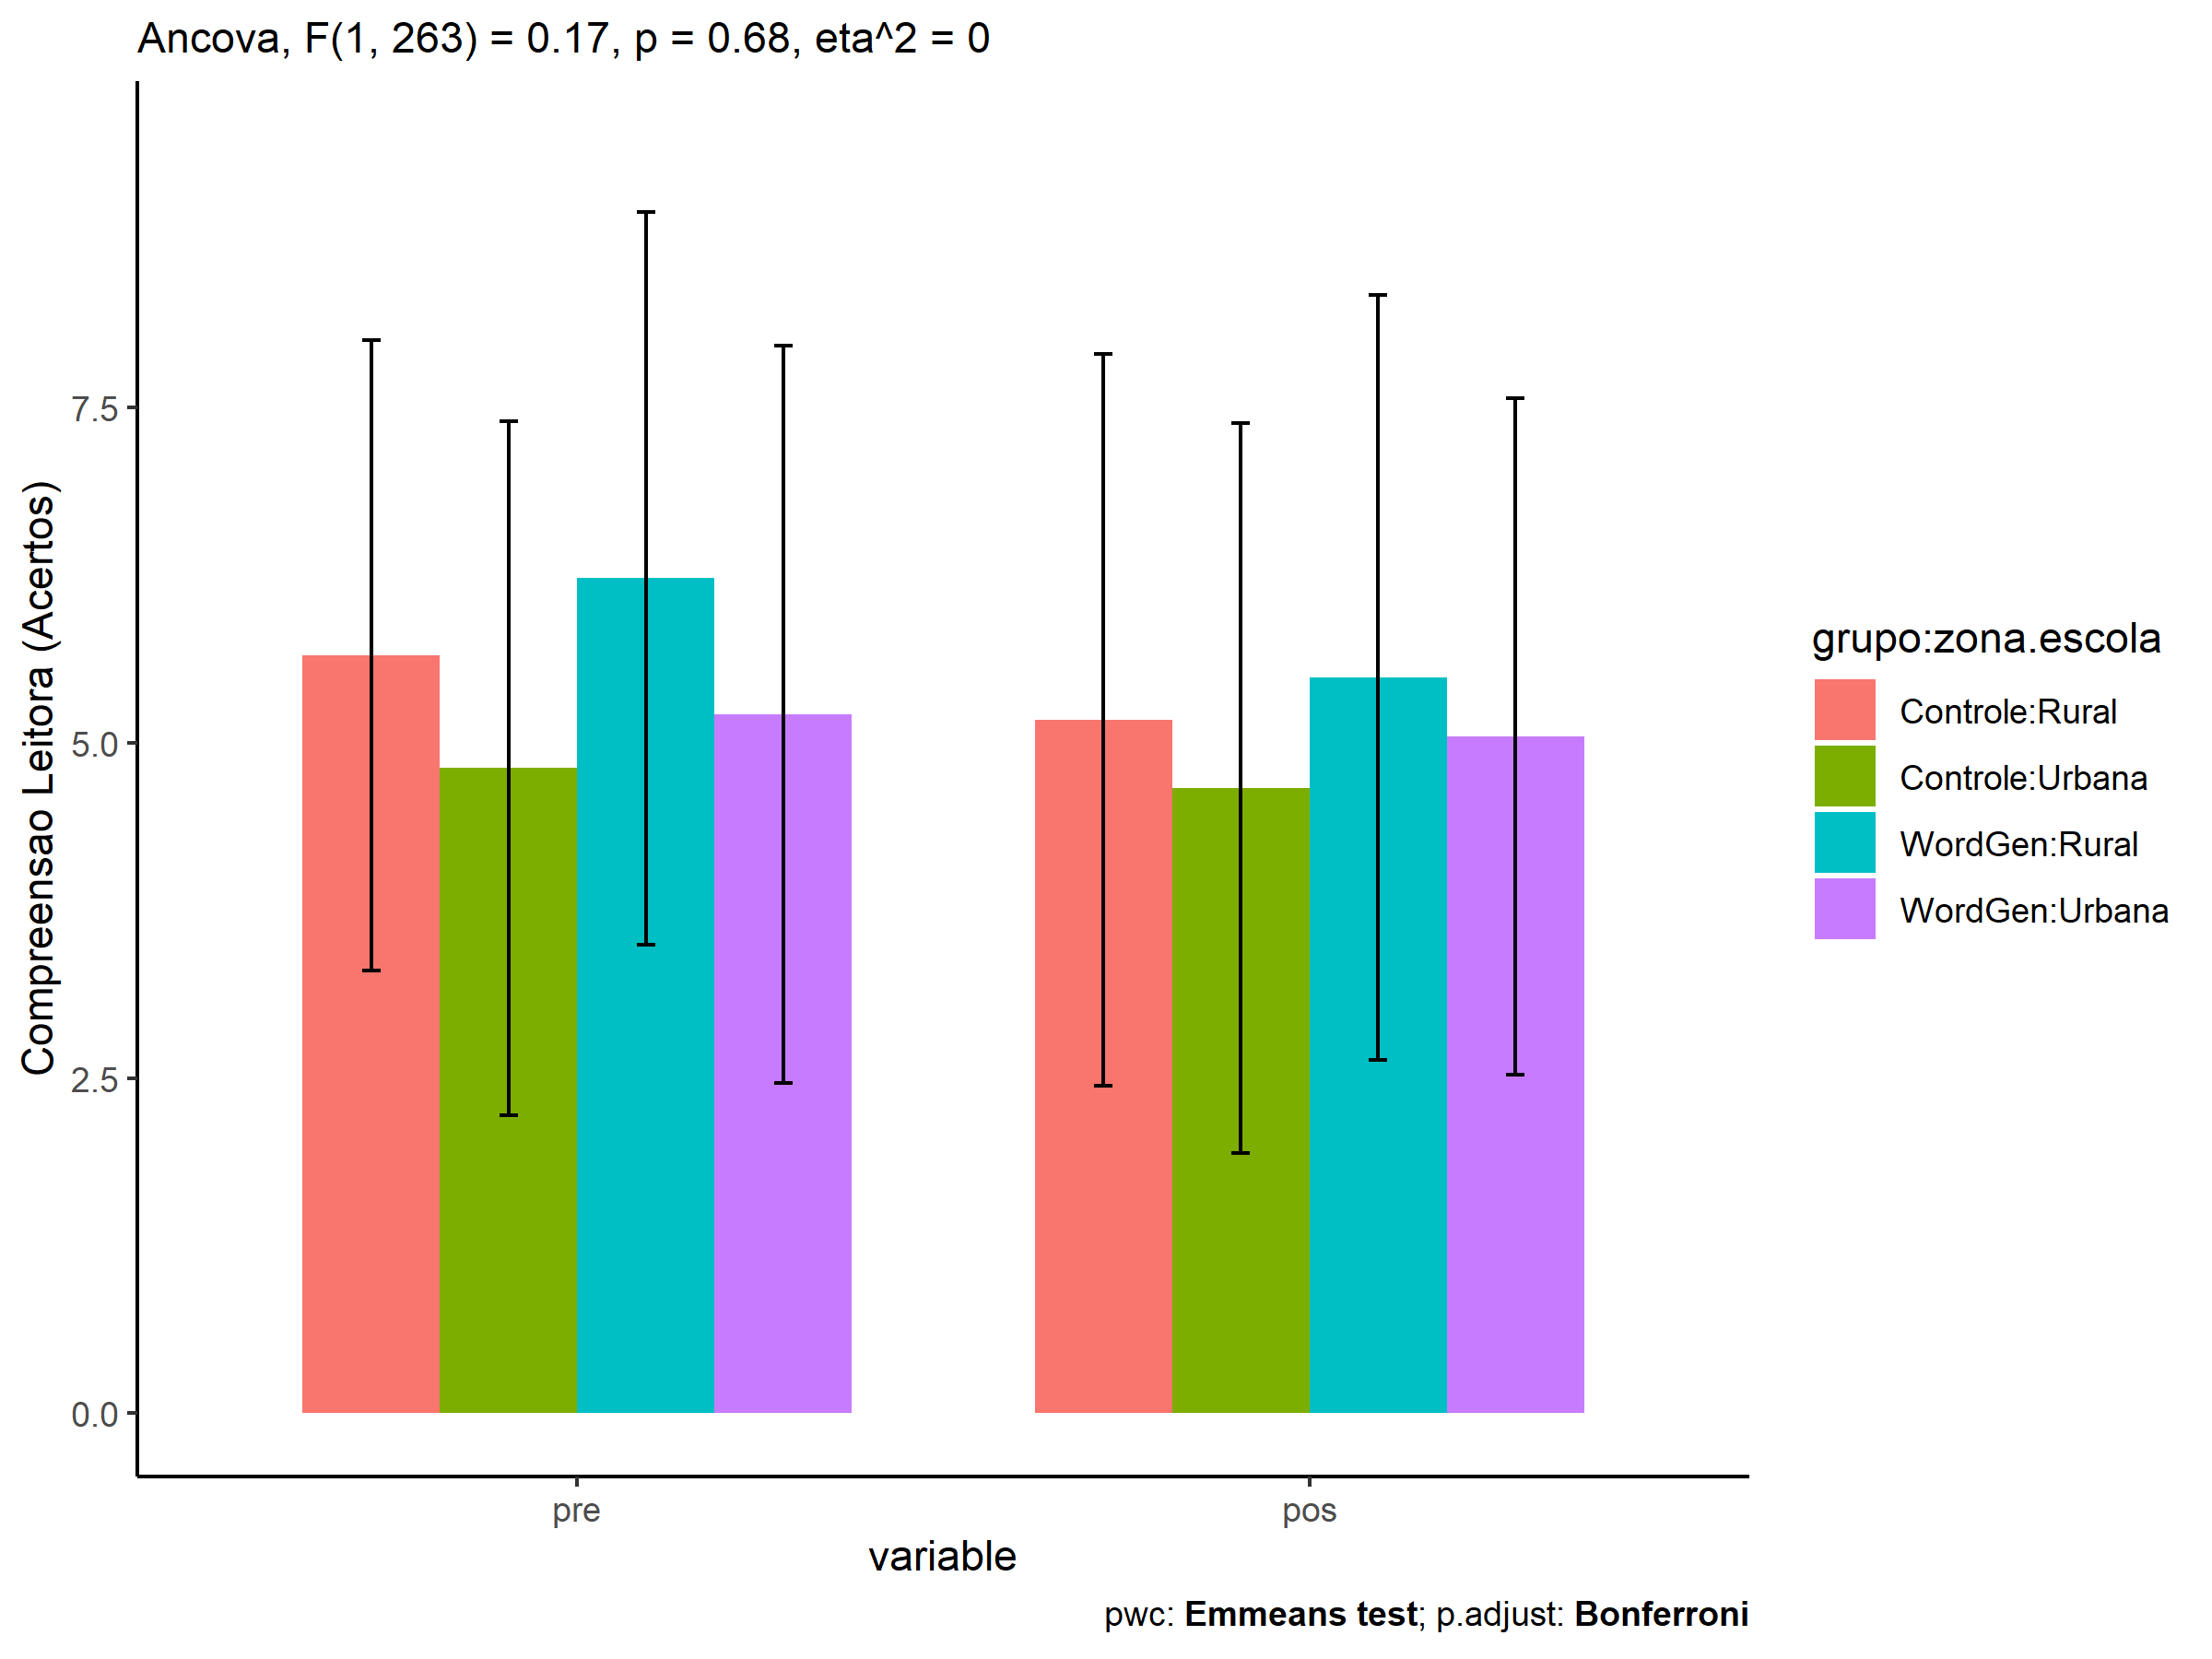 Ancova, F(1, 263) = 0.17, p = 0.68, eta^2 = 0
Compreensao Leitora (Acertos)
7.5
5.0
2.5
0.0
pre
pos
variable
grupo:zona.escola
Controle:Rural
Controle:Urbana
WordGen:Rural
WordGen:Urbana
pwc: Emmeans test; p.adjust: Bonferroni